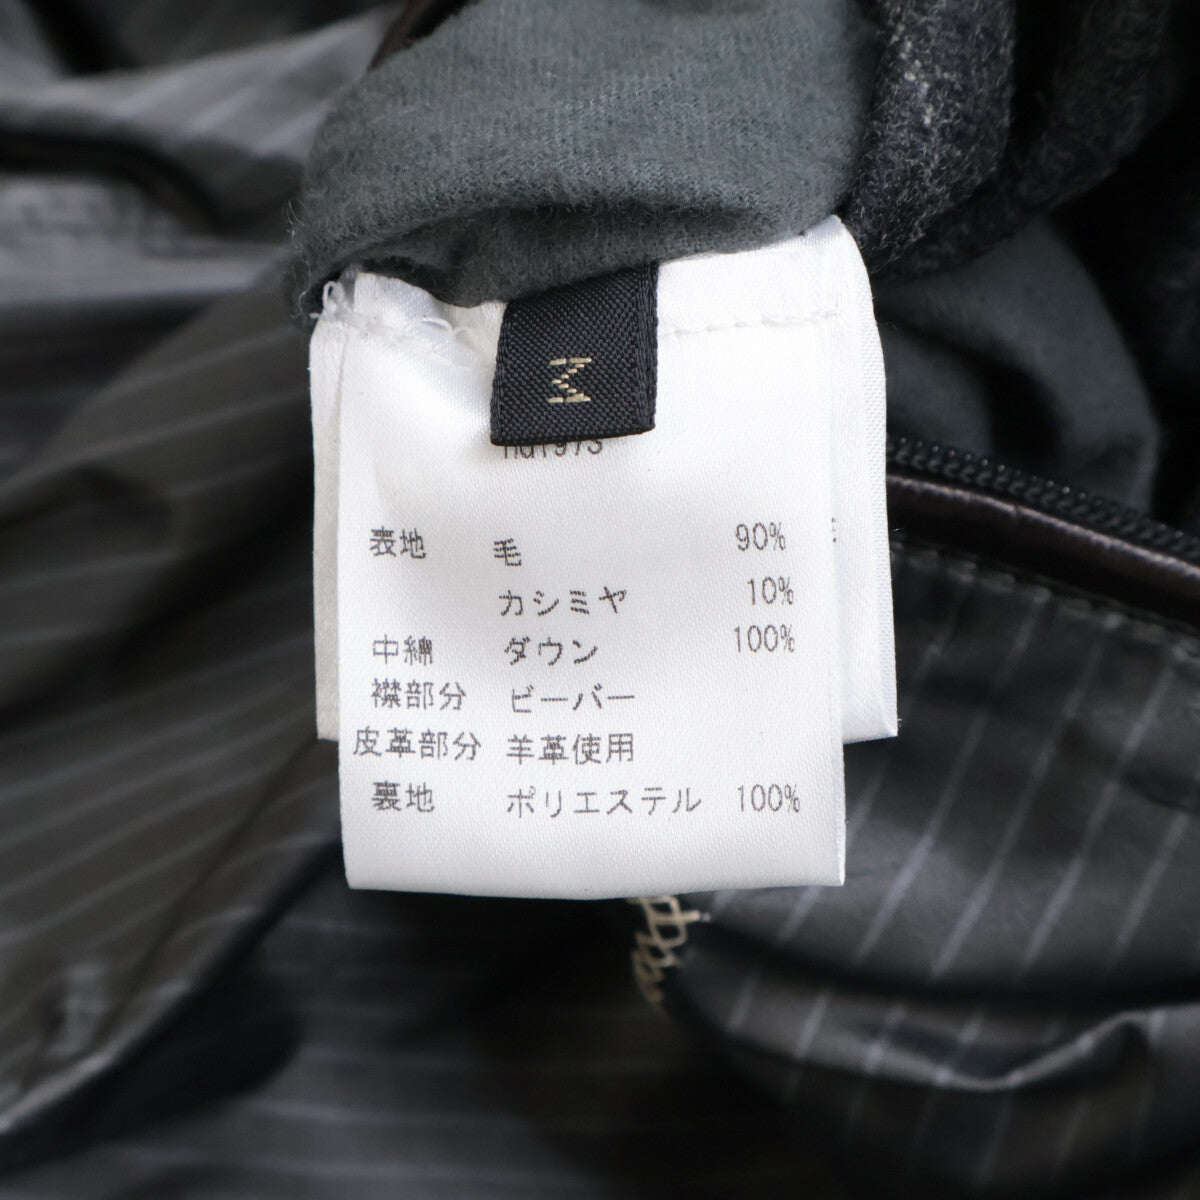 M
表地 毛 90%
カシミヤ 10%
中綿 ダウン 100%
襟部分 ビーバー
皮革部分 羊革使用
裏地 ポリエステル 100%